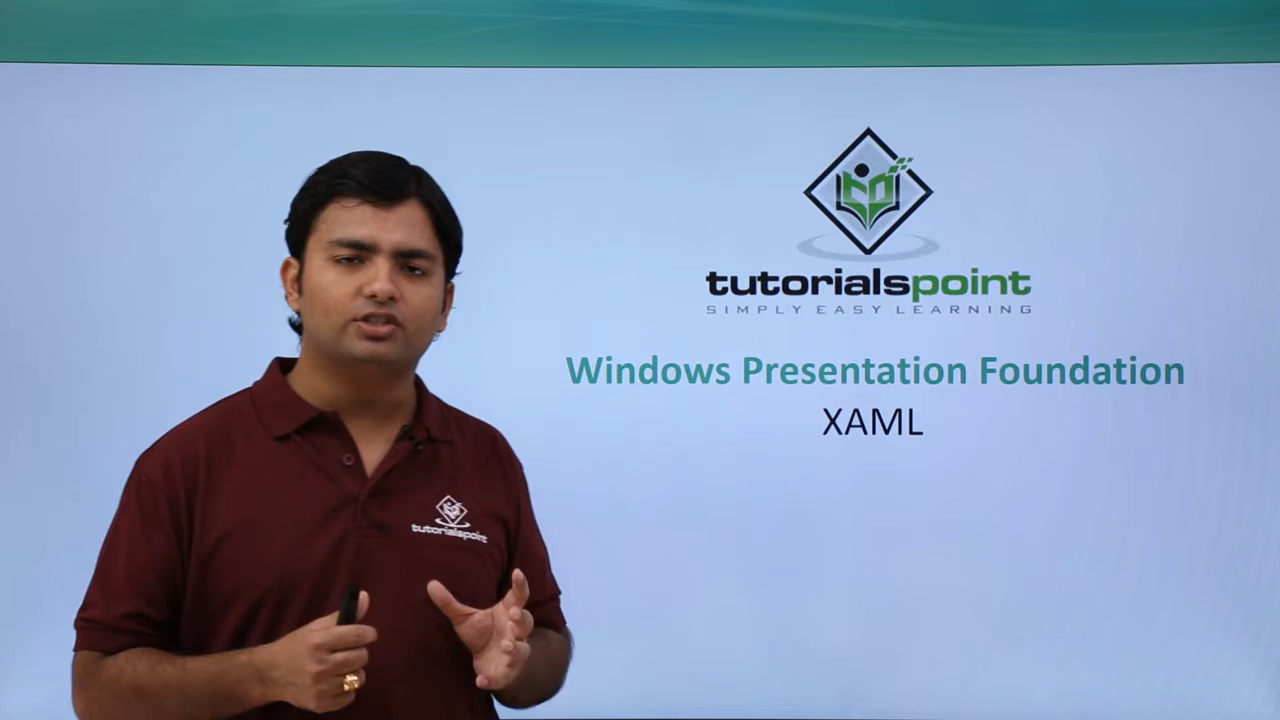 tutorialspoint
SIMPLY EASY LEARNING
Windows Presentation Foundation
XAML
tutorialspoint